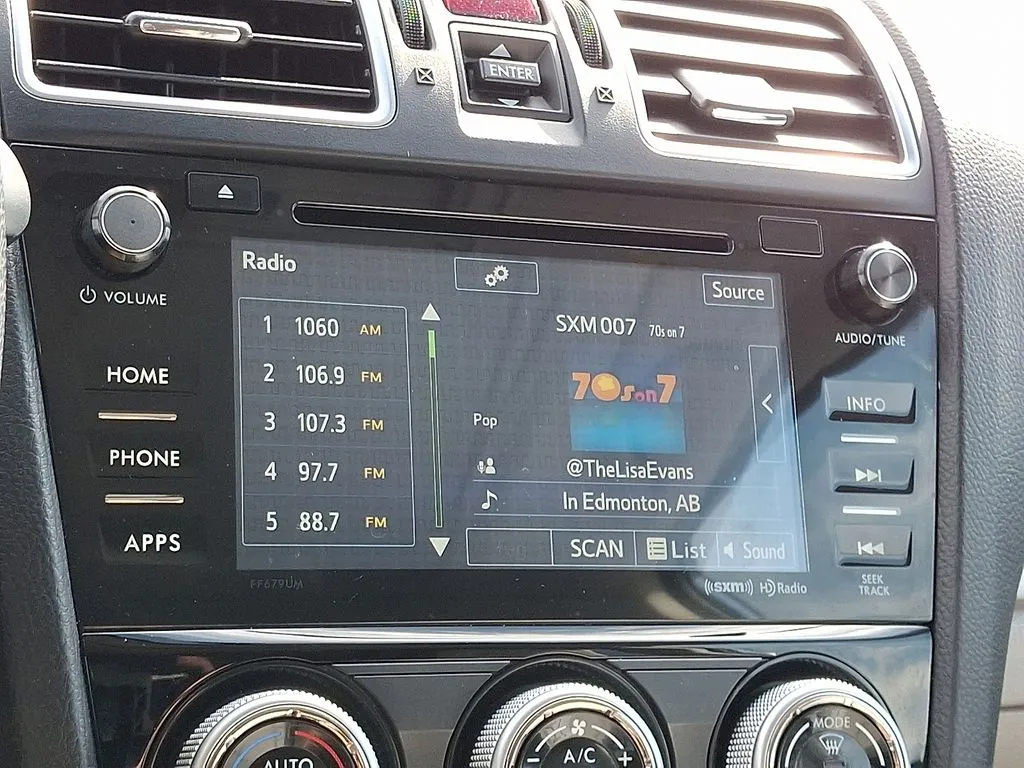 ENTER
VOLUME
AUDIO/TUNE
HOME
PHONE
APPS
INFO
SEEK
TRACK
Radio
Source
1 1060 AM
2 106.9 FM
3 107.3 FM
4 97.7 FM
5 88.7 FM
SXM 007 70s on 7
70s on 7
Pop
@TheLisaEvans
In Edmonton, AB
SCAN List Sound
FF679UM
((sxm)) HD Radio
AUTO
A/C
- +
MODE